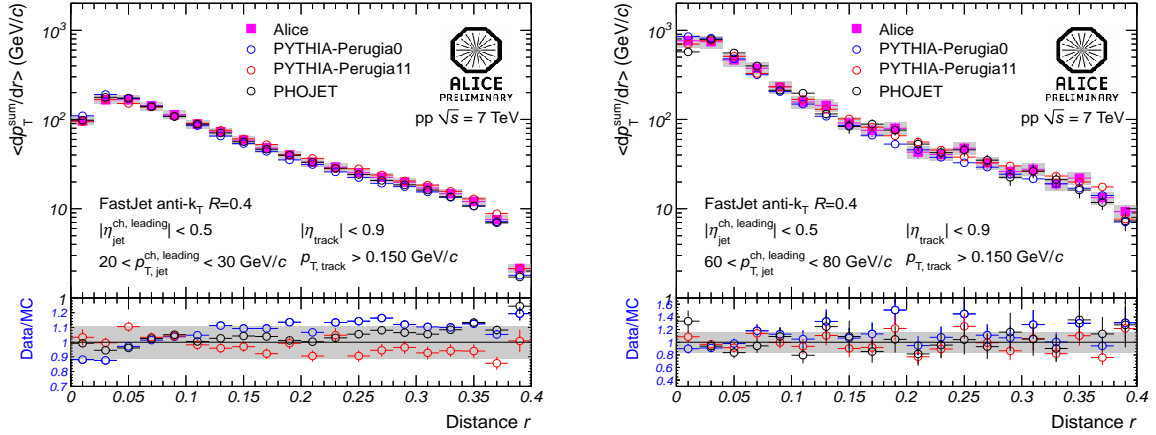 <dp_T^sum/dr> (GeV/c)
10^3
10^2
10
1
Alice
PYTHIA-Perugia0
PYTHIA-Perugia11
PHOJET
ALICE
PRELIMINARY
pp √s = 7 TeV
FastJet anti-k_T R=0.4
|η_jet^ch, leading| < 0.5
|η_track| < 0.9
20 < p_T, jet^ch, leading < 30 GeV/c
p_T, track > 0.150 GeV/c
Data/MC
1.2
1.1
1
0.9
0.8
0.7
0 0.05 0.1 0.15 0.2 0.25 0.3 0.35 0.4
Distance r
<dp_T^sum/dr> (GeV/c)
10^3
10^2
10
1
Alice
PYTHIA-Perugia0
PYTHIA-Perugia11
PHOJET
ALICE
PRELIMINARY
pp √s = 7 TeV
FastJet anti-k_T R=0.4
|η_jet^ch, leading| < 0.5
|η_track| < 0.9
60 < p_T, jet^ch, leading < 80 GeV/c
p_T, track > 0.150 GeV/c
Data/MC
1.6
1.4
1.2
1
0.8
0.6
0.4
0 0.05 0.1 0.15 0.2 0.25 0.3 0.35 0.4
Distance r